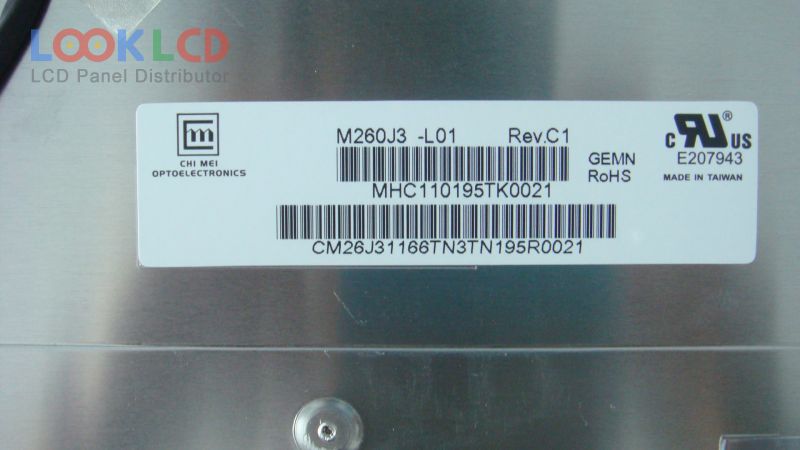 LOOKLCD
LCD Panel Distributor
CHI MEI
OPTOELECTRONICS
M260J3 -L01 Rev.C1
MHC110195TK0021
CM26J31166TN3TN195R0021
GEMN
RoHS
c RU ® US
E207943
MADE IN TAIWAN